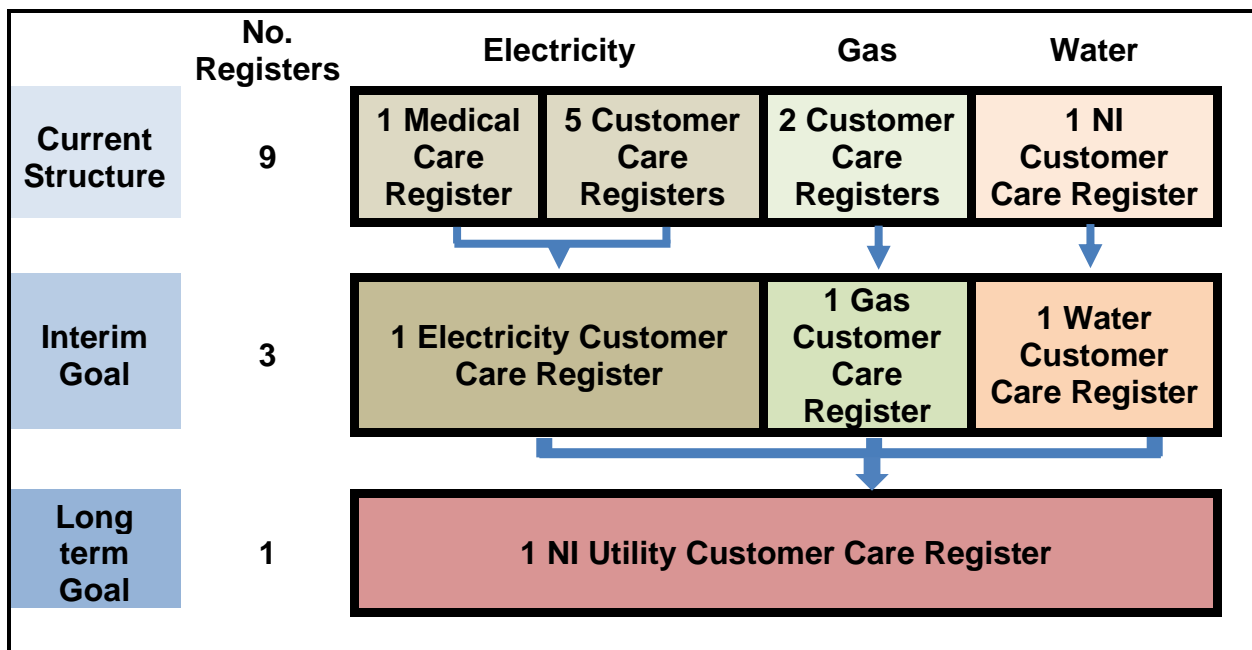 No.
Registers
Electricity
Gas
Water
Current
Structure
9
1 Medical
Care
Register
5 Customer
Care
Registers
2 Customer
Care
Registers
1 NI
Customer
Care Register
Interim
Goal
3
1 Electricity Customer
Care Register
1 Gas
Customer
Care
Register
1 Water
Customer
Care Register
Long
term
Goal
1
1 NI Utility Customer Care Register